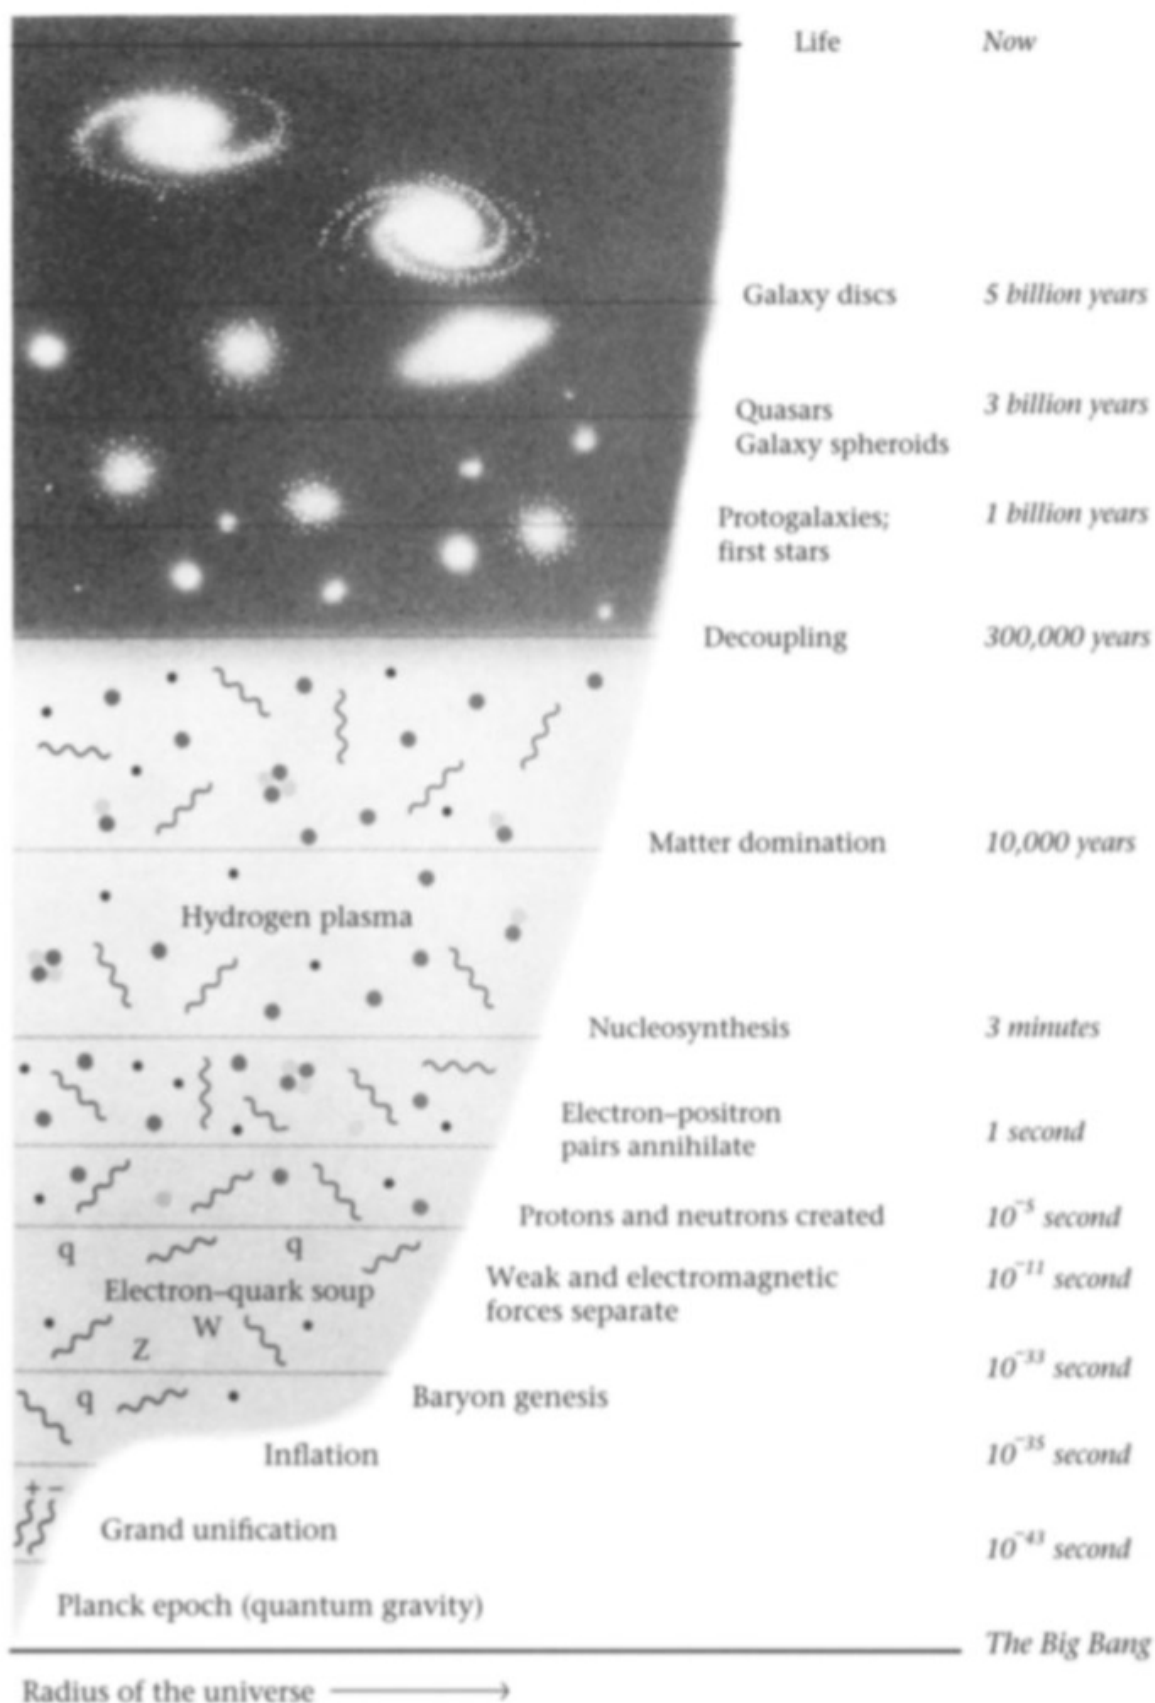 Life Now
Galaxy discs 5 billion years
Quasars 3 billion years
Galaxy spheroids
Protogalaxies; 1 billion years
first stars
Decoupling 300,000 years
Matter domination 10,000 years
Hydrogen plasma
Nucleosynthesis 3 minutes
Electron–positron
pairs annihilate 1 second
Protons and neutrons created 10⁻⁵ second
q q
Weak and electromagnetic 10⁻¹¹ second
forces separate
Electron–quark soup
W
Z
10⁻³³ second
q Baryon genesis
Inflation 10⁻³⁵ second
+ −
Grand unification 10⁻⁴³ second
Planck epoch (quantum gravity)
The Big Bang
Radius of the universe ⟶